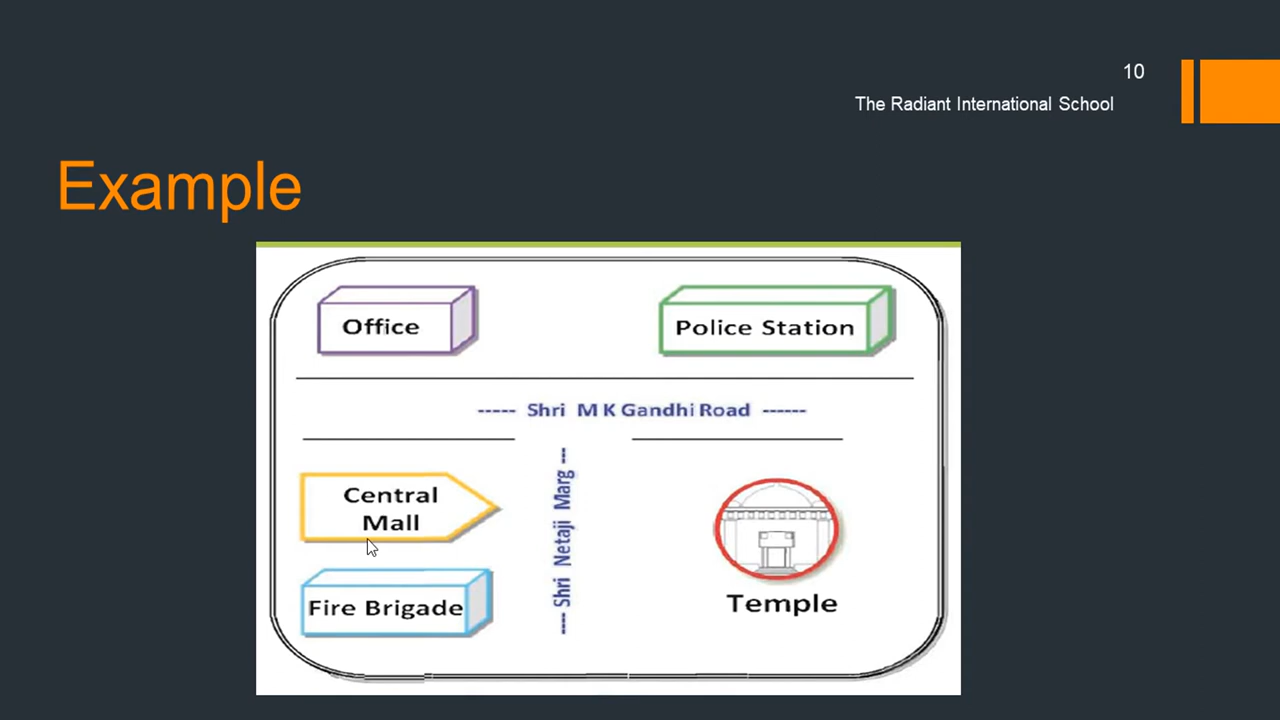 10
The Radiant International School
Example
Office
Police Station
----- Shri M K Gandhi Road ------
Central
Mall
---- Shri Netaji Marg ---
Fire Brigade
Temple